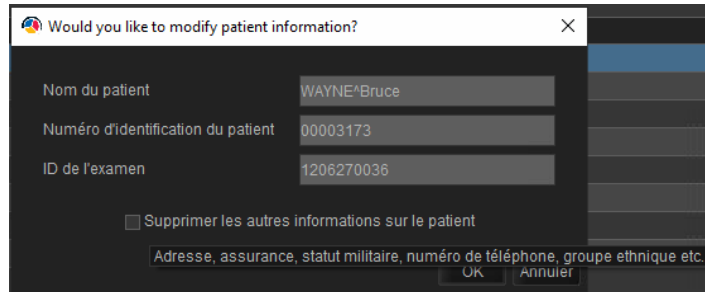 Would you like to modify patient information?
Nom du patient WAYNE^Bruce
Numéro d'identification du patient 00003173
ID de l'examen 1206270036
Supprimer les autres informations sur le patient
Adresse, assurance, statut militaire, numéro de téléphone, groupe ethnique etc.
OK Annuler